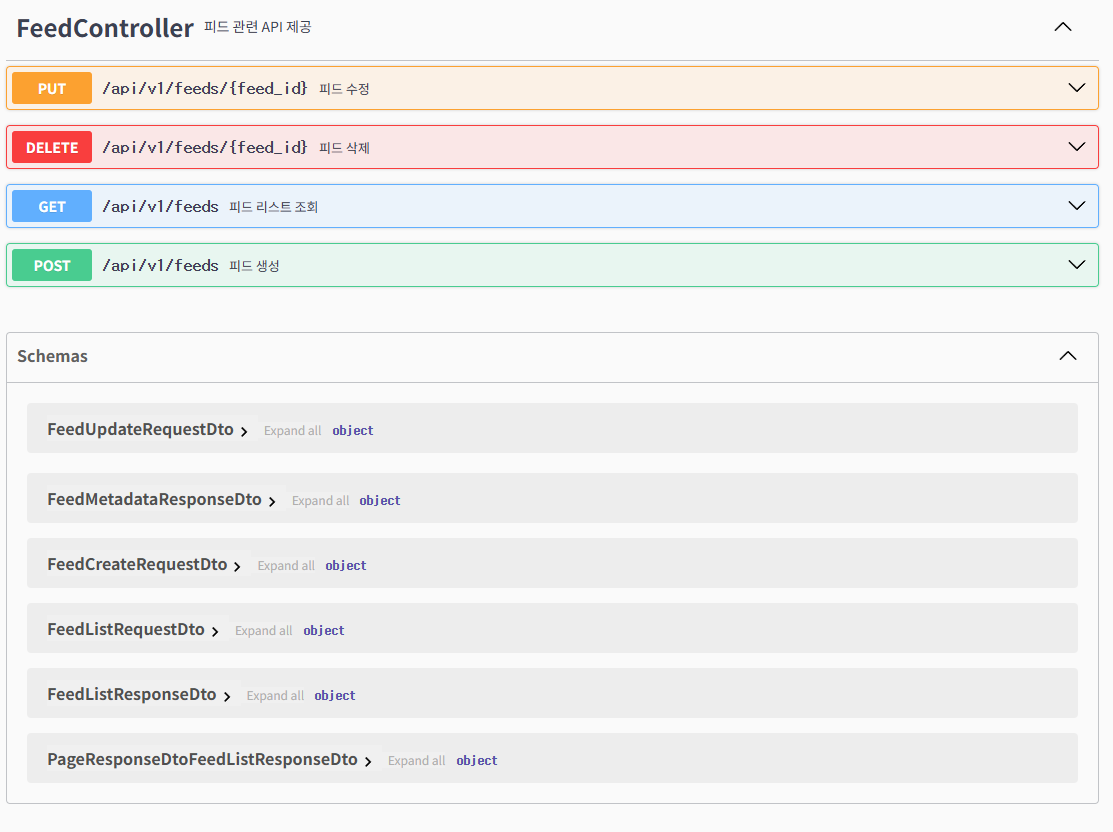 FeedController 피드 관련 API 제공
PUT /api/v1/feeds/{feed_id} 피드 수정
DELETE /api/v1/feeds/{feed_id} 피드 삭제
GET /api/v1/feeds 피드 리스트 조회
POST /api/v1/feeds 피드 생성
Schemas
FeedUpdateRequestDto Expand all object
FeedMetadataResponseDto Expand all object
FeedCreateRequestDto Expand all object
FeedListRequestDto Expand all object
FeedListResponseDto Expand all object
PageResponseDtoFeedListResponseDto Expand all object